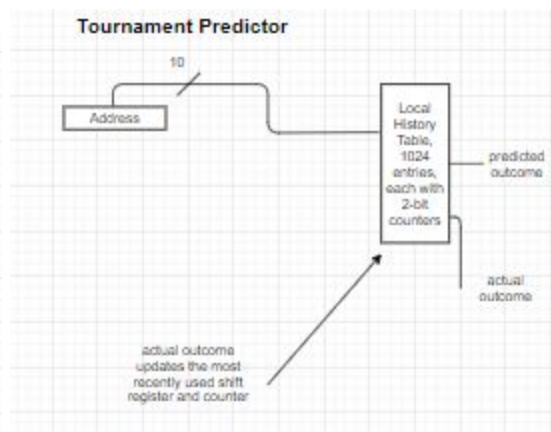 Tournament Predictor
10
Address
Local
History
Table,
1024
entries,
each with
2-bit
counters
predicted
outcome
actual
outcome
actual outcome
updates the most
recently used shift
register and counter